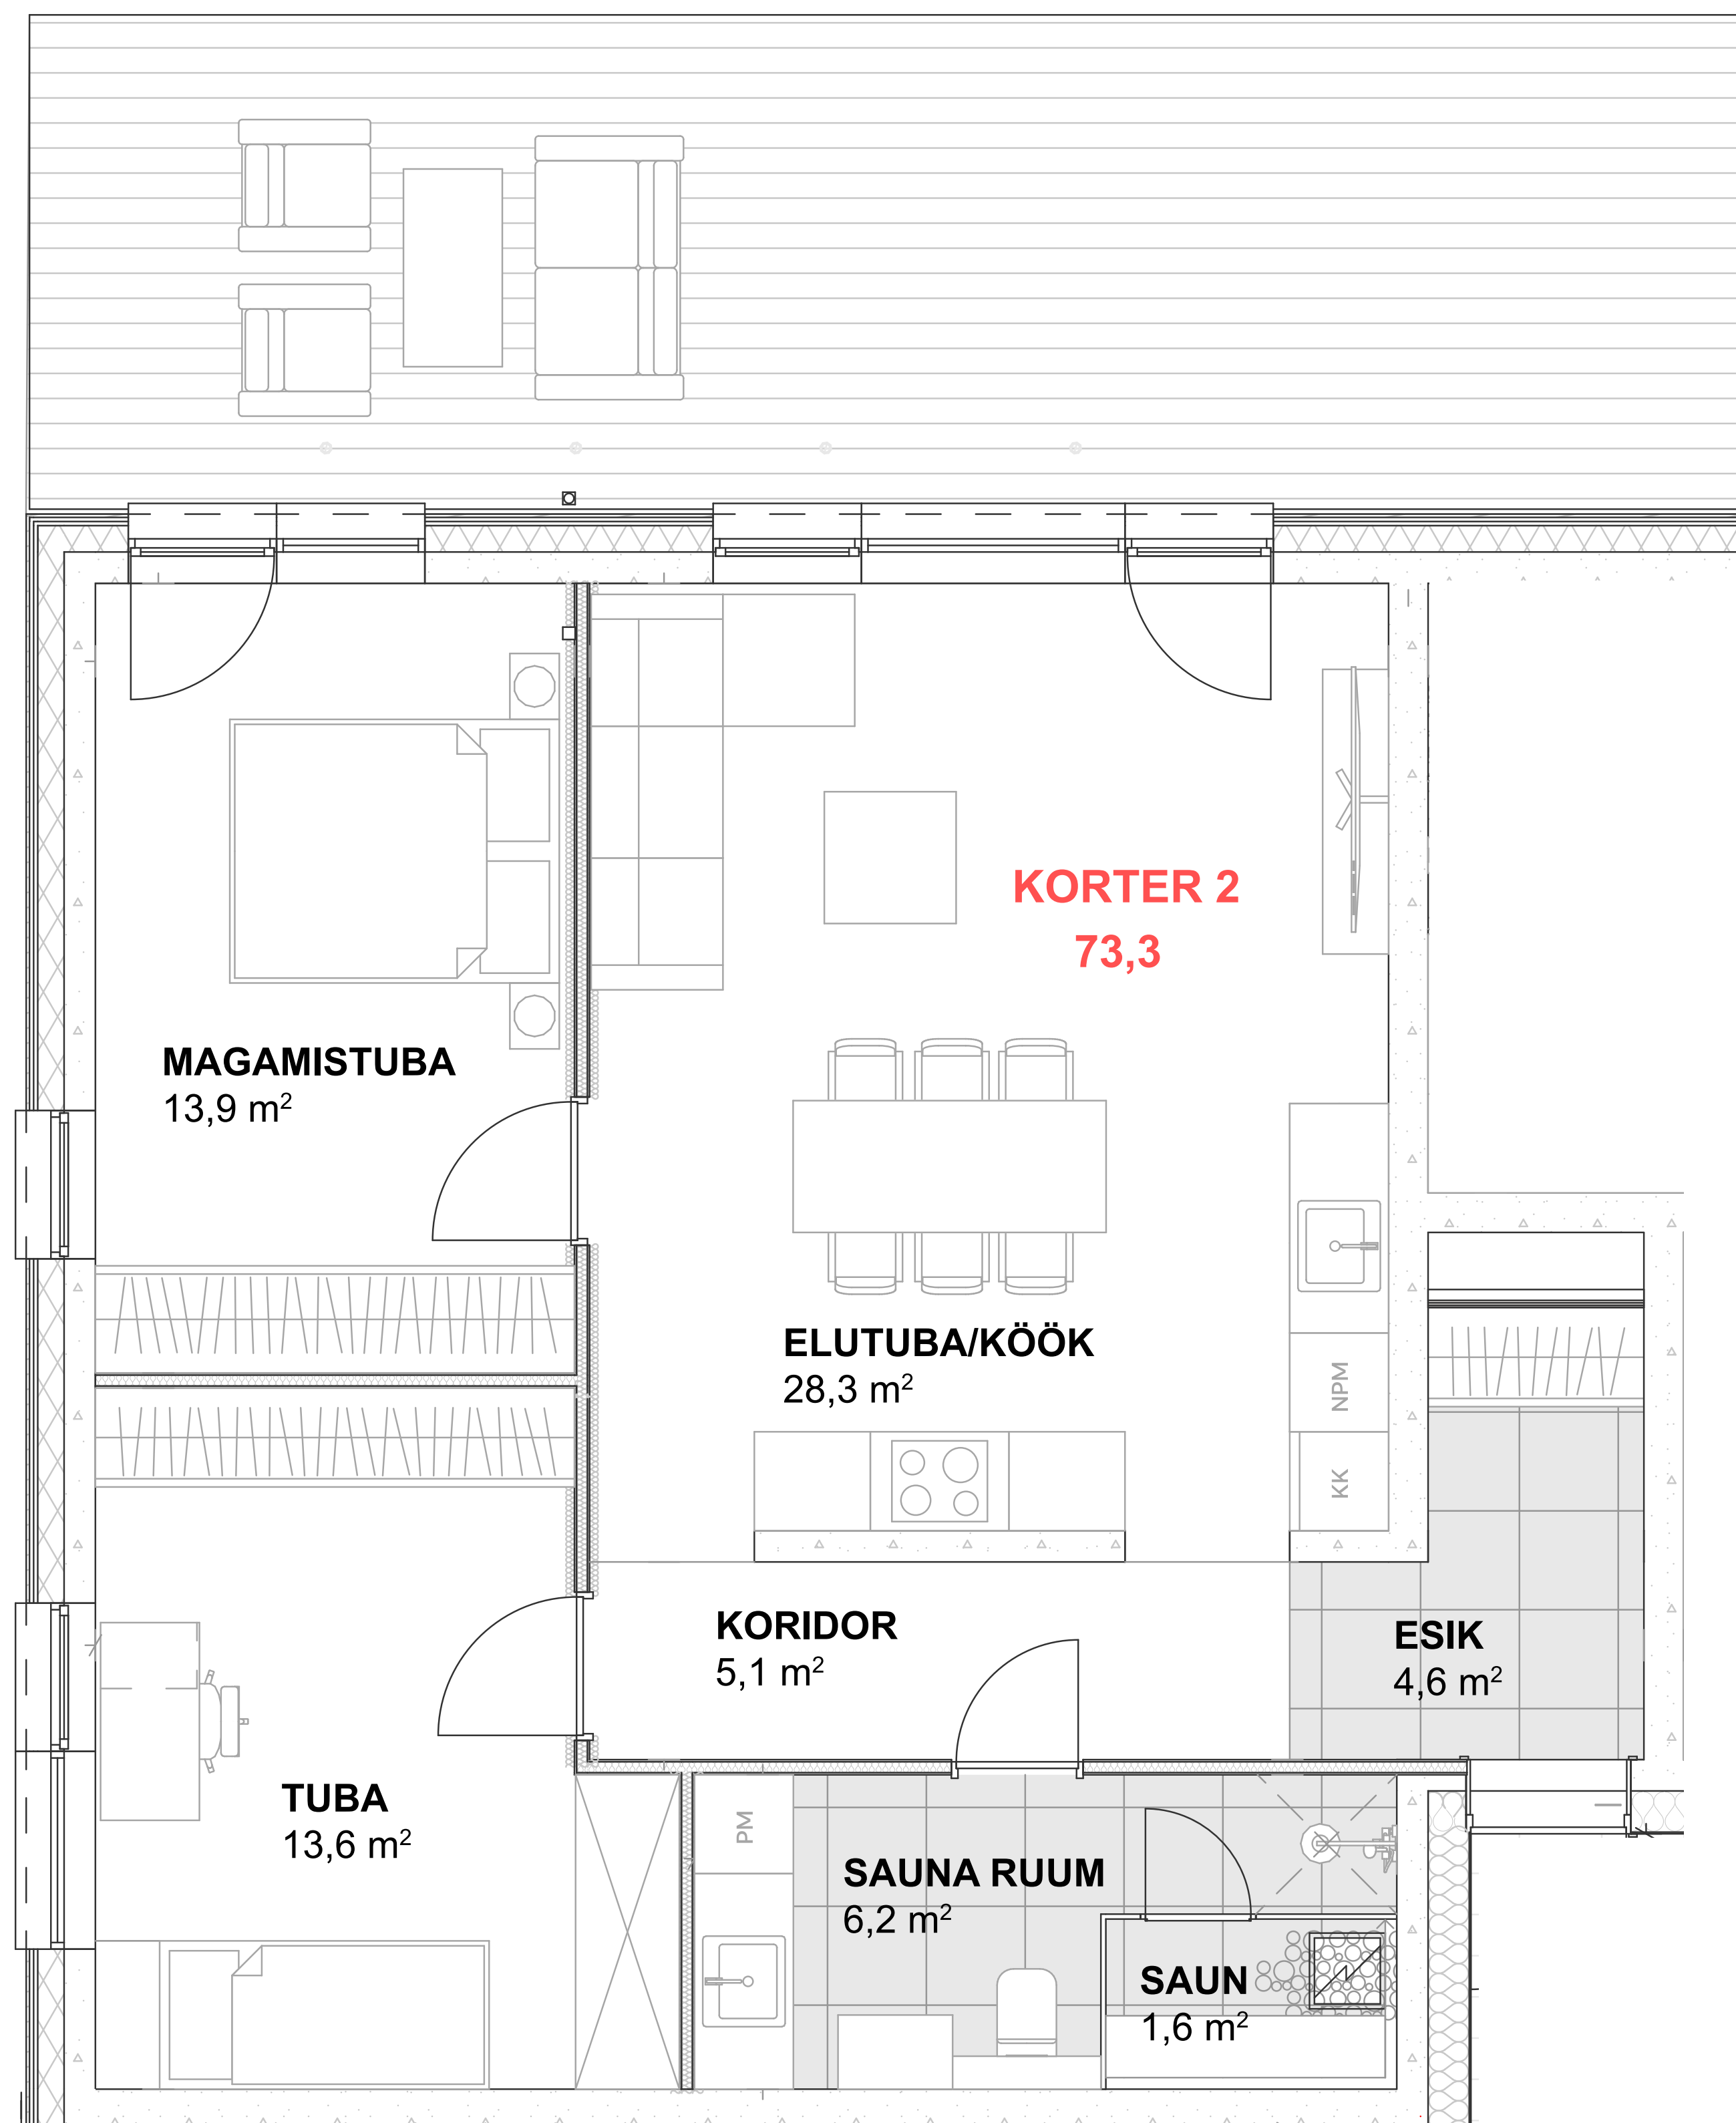 KORTER 2
73,3
MAGAMISTUBA
13,9 m²
ELUTUBA/KÖÖK
28,3 m²
NPM
KK
KORIDOR
5,1 m²
ESIK
4,6 m²
TUBA
13,6 m²
PM
SAUNA RUUM
6,2 m²
SAUN
1,6 m²